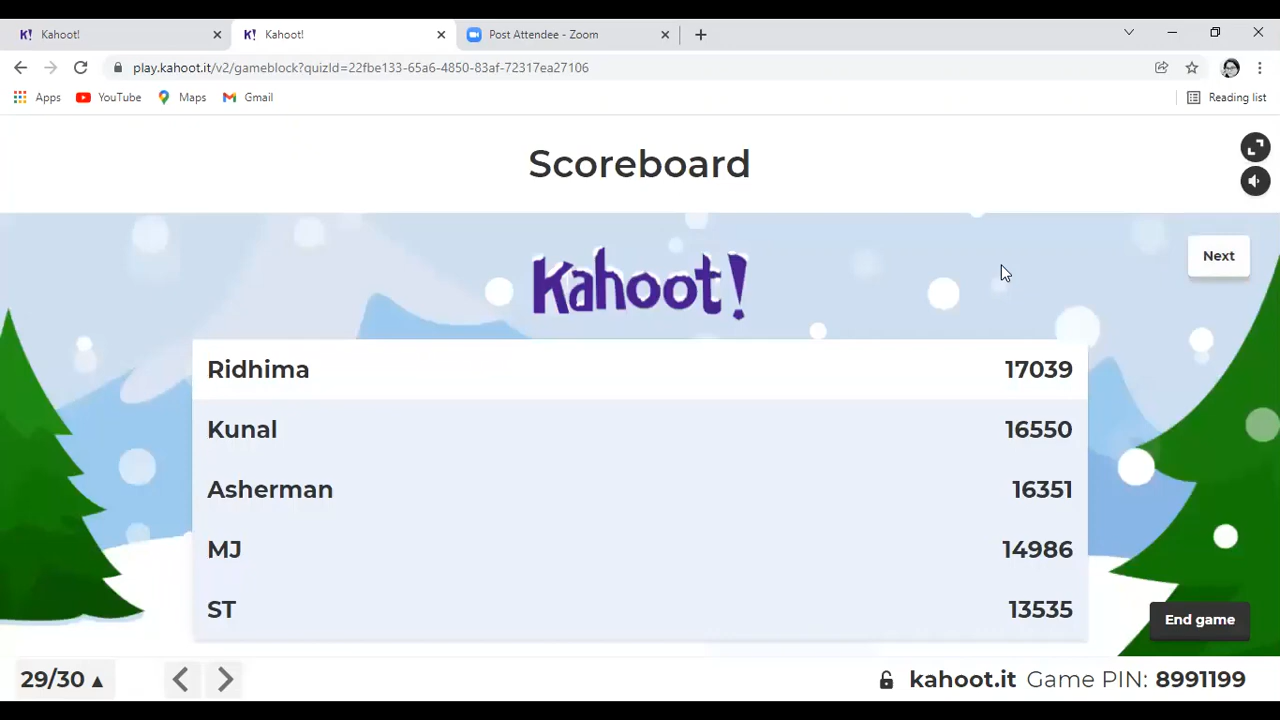 K! Kahoot! K! Kahoot! Post Attendee - Zoom
play.kahoot.it/v2/gameblock?quizId=22fbe133-65a6-4850-83af-72317ea27106
Apps YouTube Maps Gmail Reading list
Scoreboard
Kahoot!
Next
Ridhima 17039
Kunal 16550
Asherman 16351
MJ 14986
ST 13535
End game
29/30 kahoot.it Game PIN: 8991199